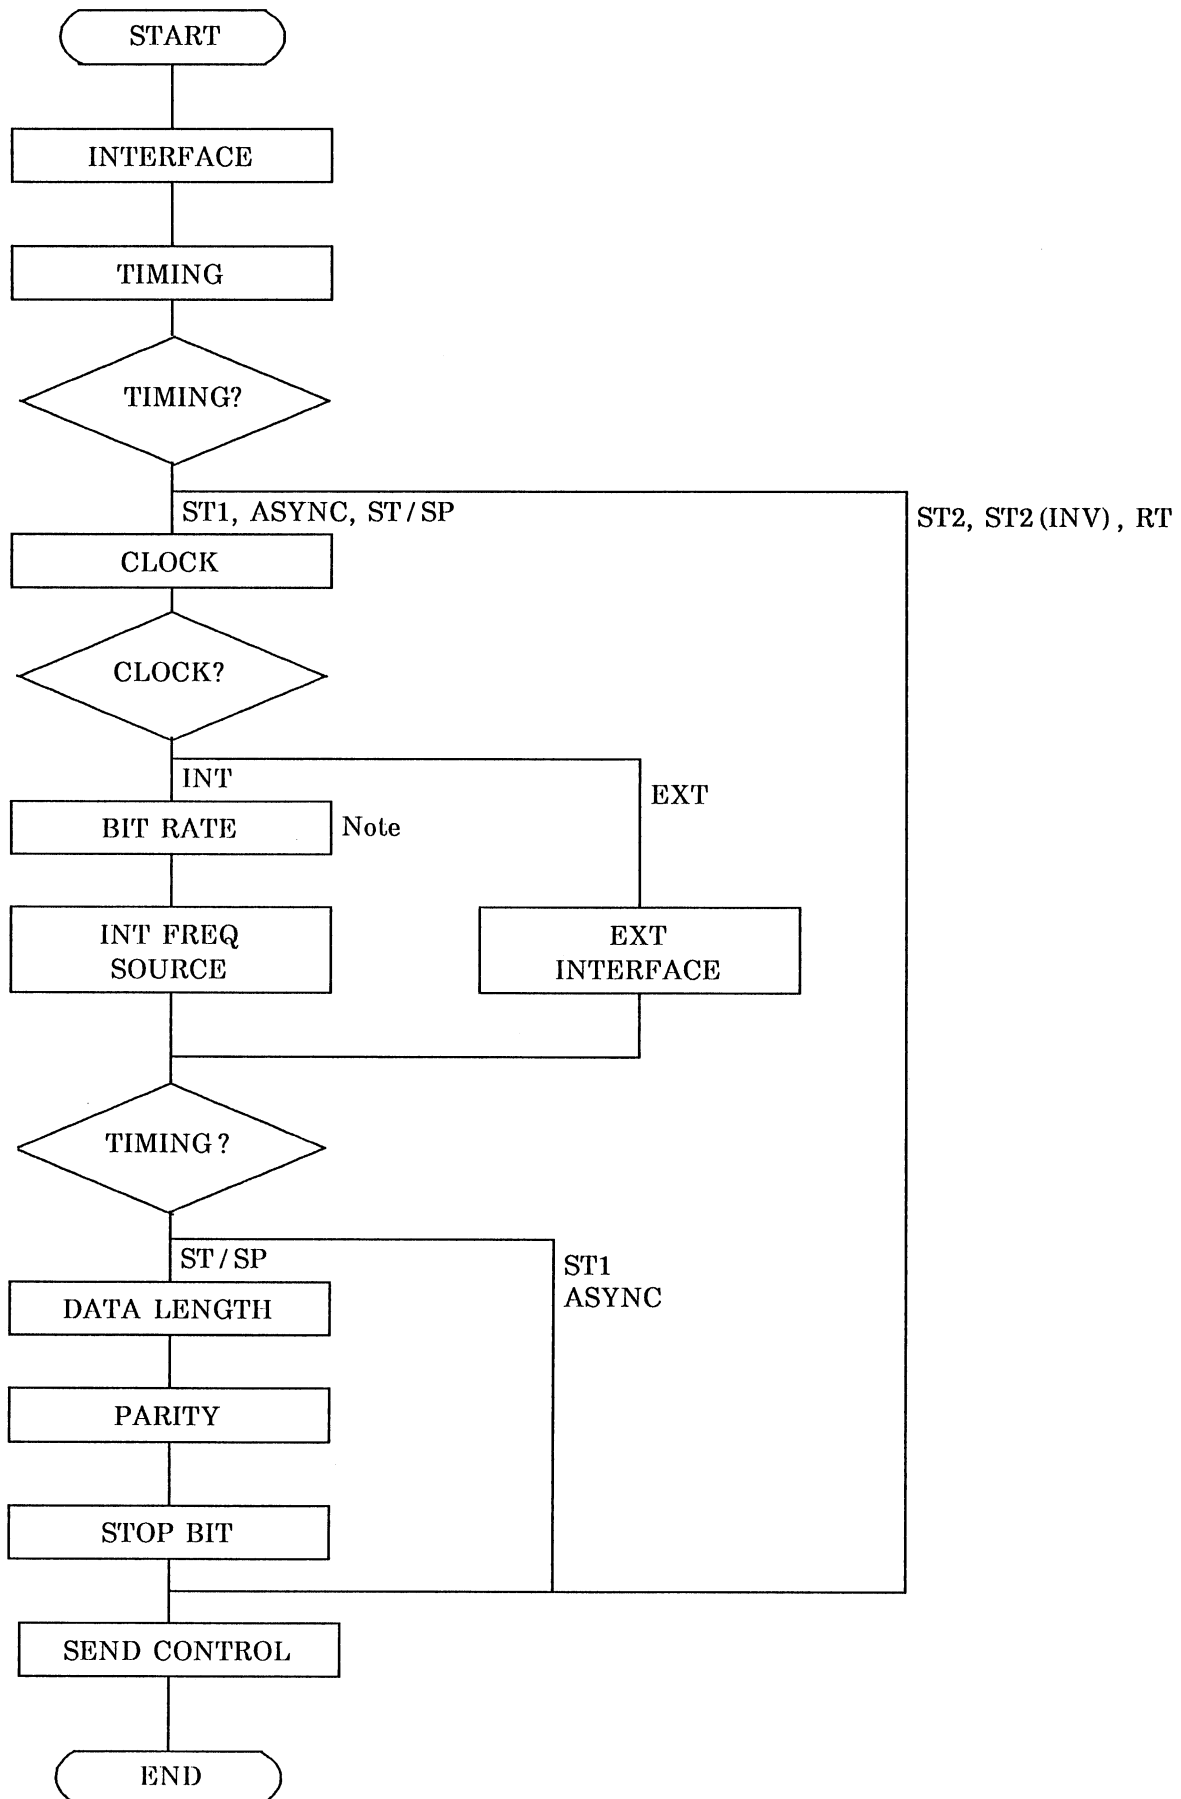 START
INTERFACE
TIMING
TIMING?
ST1, ASYNC, ST/SP
ST2, ST2(INV), RT
CLOCK
CLOCK?
INT
EXT
BIT RATE
Note
INT FREQ
SOURCE
EXT
INTERFACE
TIMING?
ST/SP
ST1
ASYNC
DATA LENGTH
PARITY
STOP BIT
SEND CONTROL
END